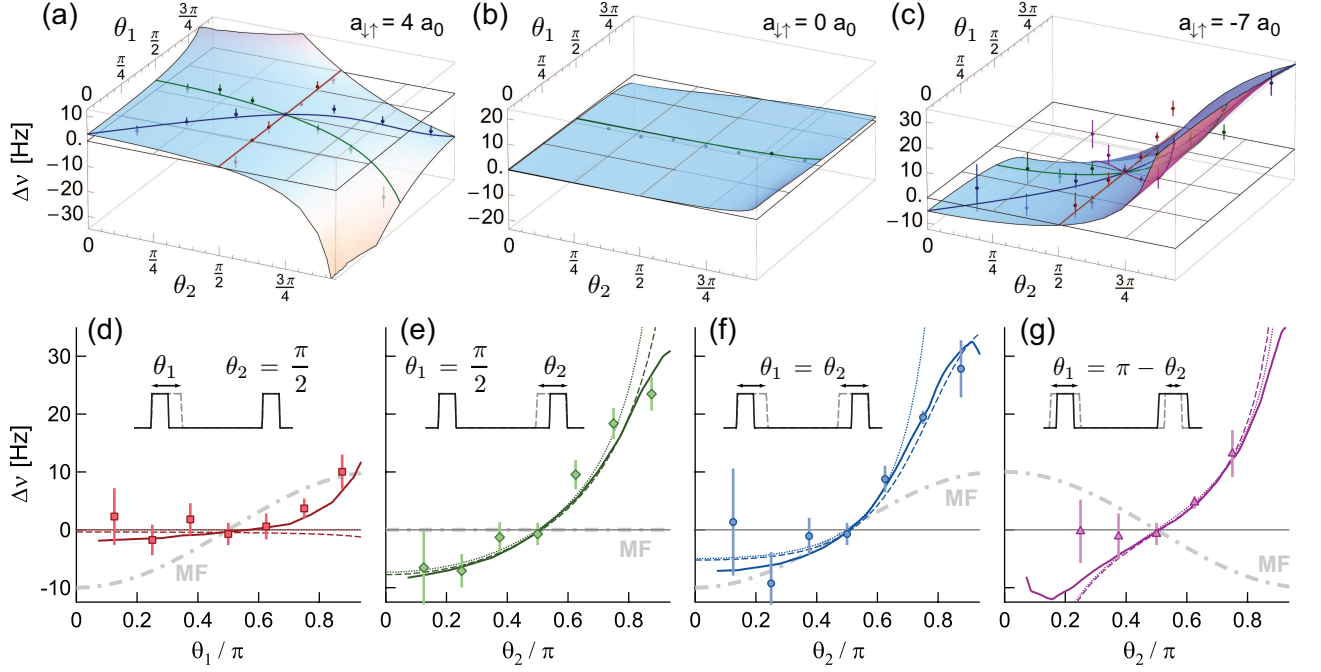 (a)
a↓↑ = 4 a0
θ1
0
π/4
π/2
3π/4
Δν [Hz]
10
0.
−10
−20
−30
0
π/4
π/2
3π/4
θ2
(b)
a↓↑ = 0 a0
θ1
0
π/4
π/2
3π/4
20
10
0.
−10
−20
0
π/4
π/2
3π/4
θ2
(c)
a↓↑ = -7 a0
θ1
0
π/4
π/2
3π/4
30
20
10
0.
−10
0
π/4
π/2
3π/4
θ2
(d)
θ1
θ2 = π/2
MF
Δν [Hz]
30
20
10
0
-10
0 0.2 0.4 0.6 0.8
θ1 / π
(e)
θ1 = π/2
θ2
MF
0 0.2 0.4 0.6 0.8
θ2 / π
(f)
θ1 = θ2
MF
0 0.2 0.4 0.6 0.8
θ2 / π
(g)
θ1 = π − θ2
MF
0 0.2 0.4 0.6 0.8
θ2 / π